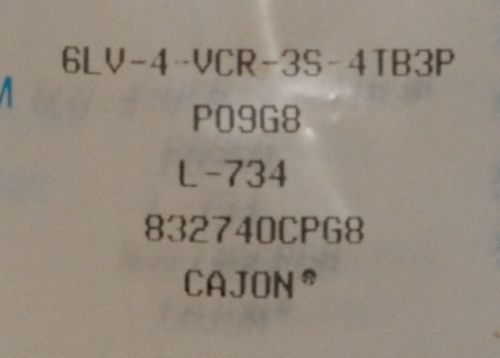 6LV-4-VCR-3S-4TB3P
P09G8
L-734
832740CPG8
CAJON®